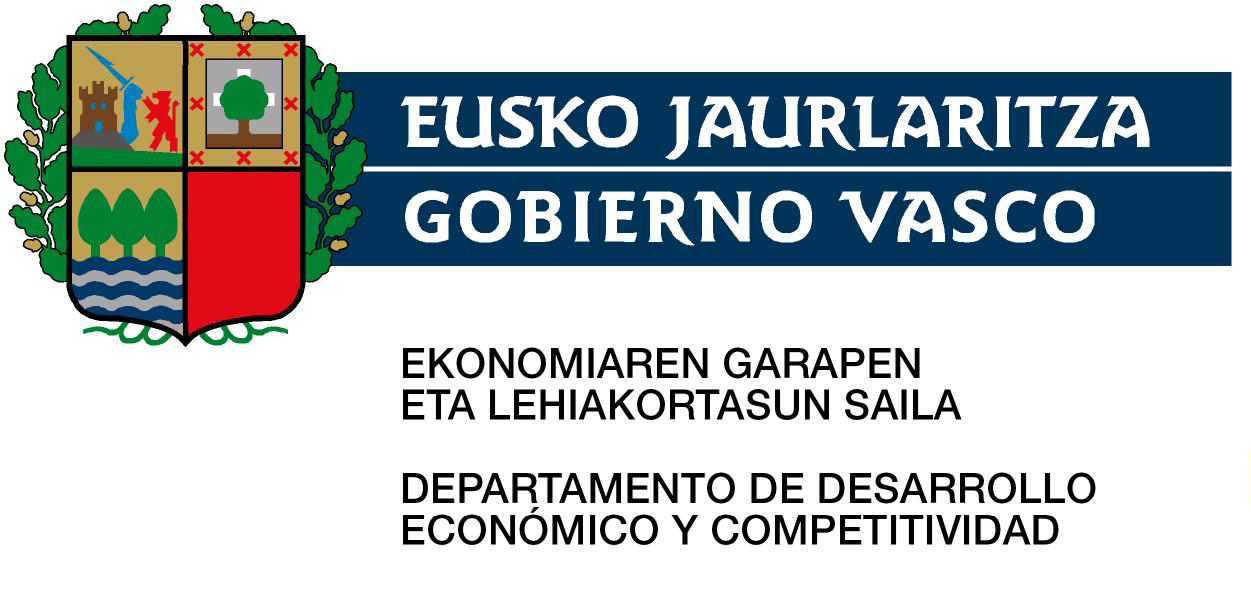 EUSKO JAURLARITZA
GOBIERNO VASCO
EKONOMIAREN GARAPEN
ETA LEHIAKORTASUN SAILA
DEPARTAMENTO DE DESARROLLO
ECONÓMICO Y COMPETITIVIDAD